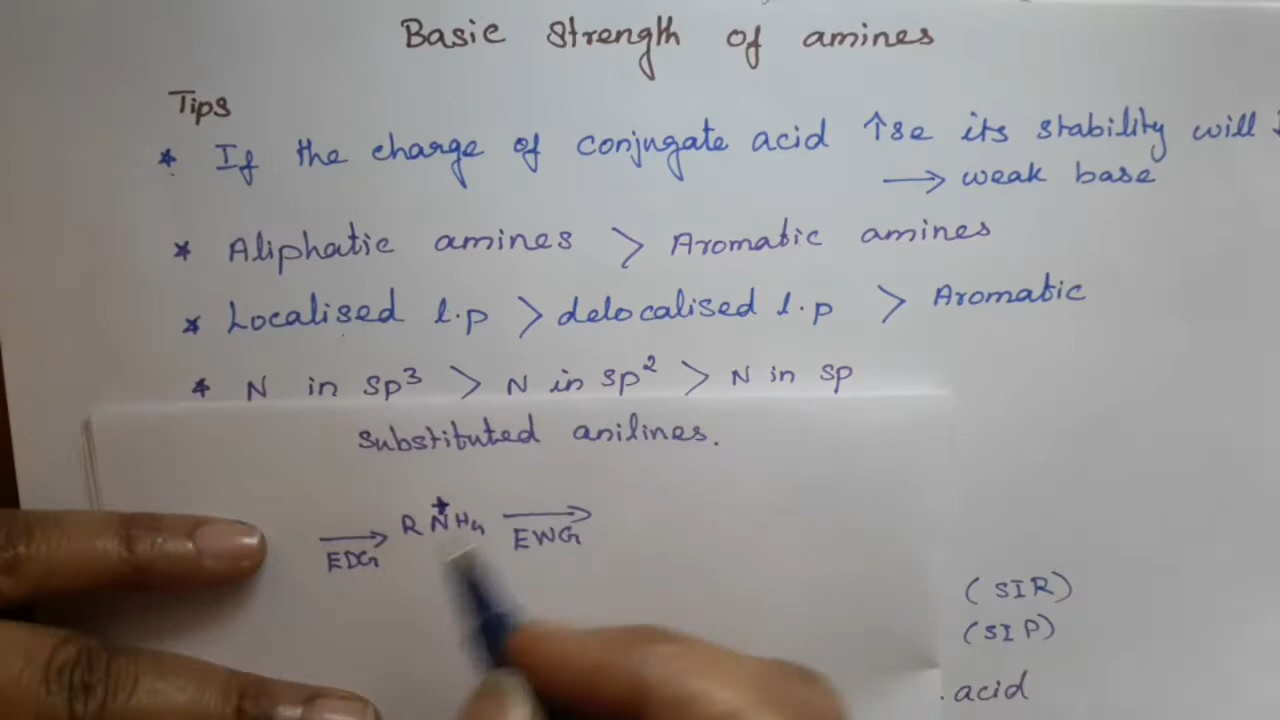 Basic strength of amines
Tips
* If the charge of conjugate acid ↑se its stability will
→ weak base
* Aliphatic amines > Aromatic amines
* Localised l.p > delocalised l.p > Aromatic
* N in sp³ > N in sp² > N in sp
substituted anilines.
→ EDG R N⁺H₄ → EWG
(SIR)
(SIP)
. acid